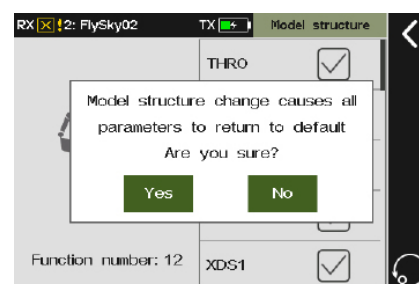 RX !2: FlySky02 TX Model structure
THRO
Model structure change causes all
parameters to return to default
Are you sure?
Yes No
Function number: 12 XDS1